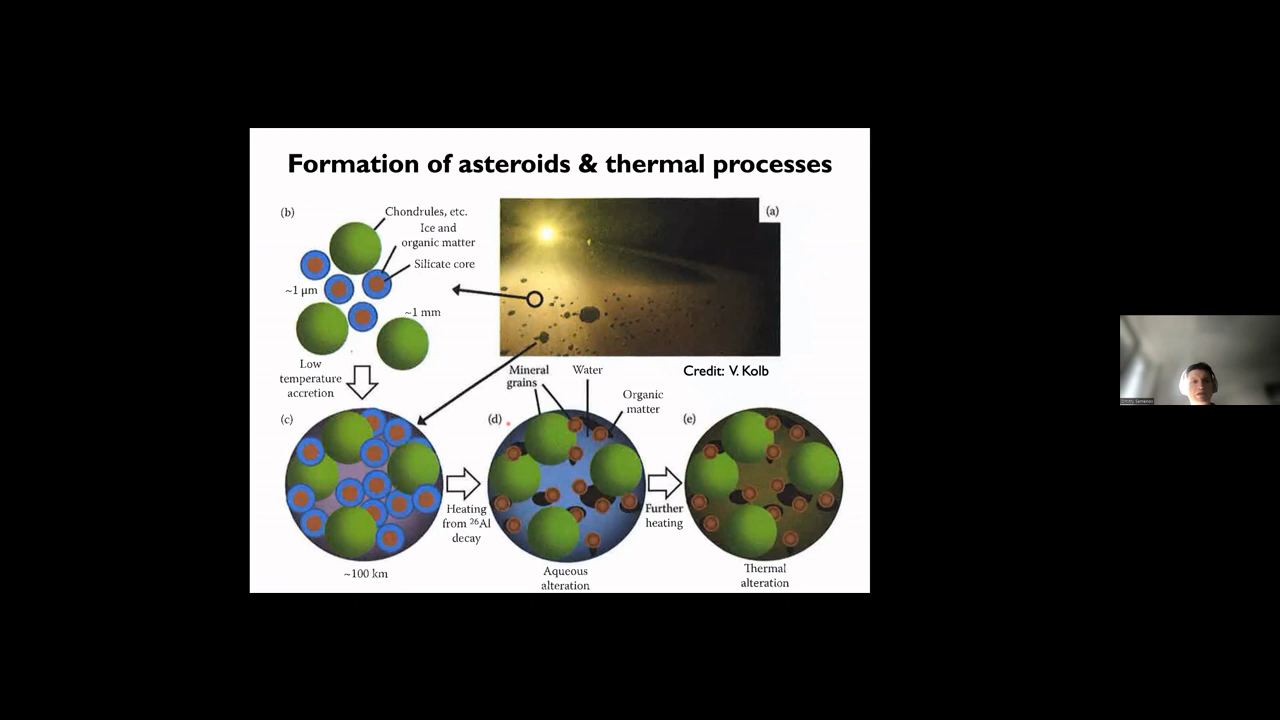 Formation of asteroids & thermal processes
(b)
Chondrules, etc.
Ice and
organic matter
Silicate core
~1 μm
~1 mm
(a)
Low
temperature
accretion
Credit: V. Kolb
Mineral
grains
Water
Organic
matter
(c)
(d)
(e)
Heating
from ²⁶Al
decay
Further
heating
~100 km
Aqueous
alteration
Thermal
alteration